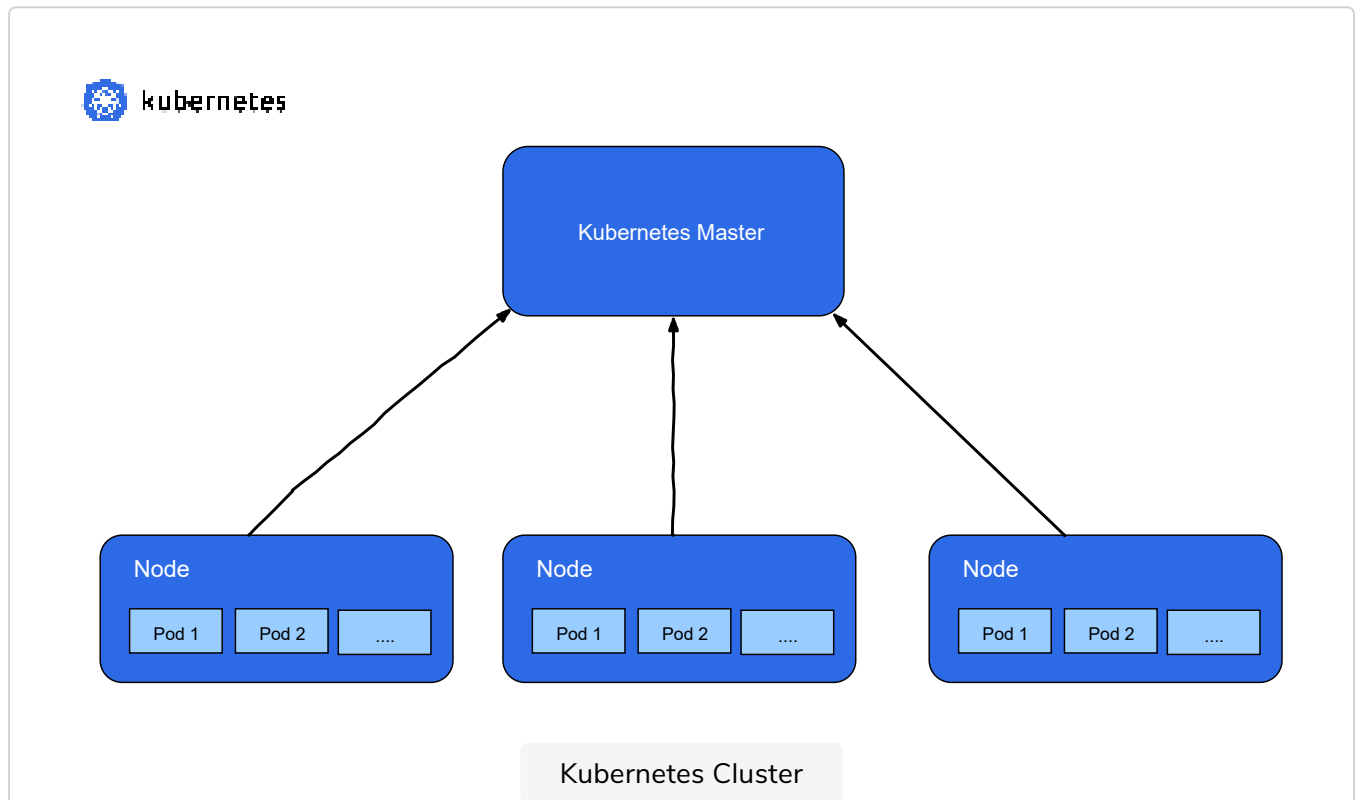 kubernetes
Kubernetes Master
Node
Pod 1
Pod 2
....
Node
Pod 1
Pod 2
....
Node
Pod 1
Pod 2
....
Kubernetes Cluster